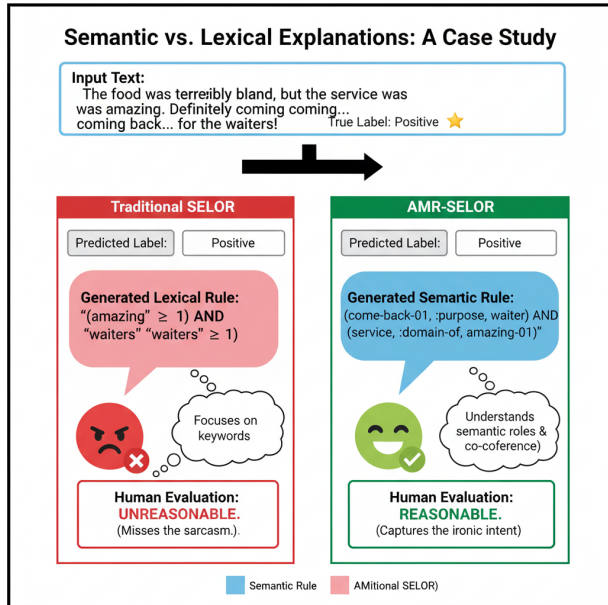 Semantic vs. Lexical Explanations: A Case Study
Input Text:
The food was terreibly bland, but the service was
was amazing. Definitely coming coming...
coming back... for the waiters!
True Label: Positive
Traditional SELOR
Predicted Label:
Positive
Generated Lexical Rule:
“(amazing” ≥ 1) AND
“waiters” “waiters” ≥ 1)
Focuses on
keywords
Human Evaluation:
UNREASONABLE.
(Misses the sarcasm.).
AMR-SELOR
Predicted Label:
Positive
Generated Semantic Rule:
(come-back-01, :purpose, waiter) AND
(service, :domain-of, amazing-01)”
Understands
semantic roles &
co-coference)
Human Evaluation:
REASONABLE.
(Captures the ironic intent)
Semantic Rule
AMitional SELOR)